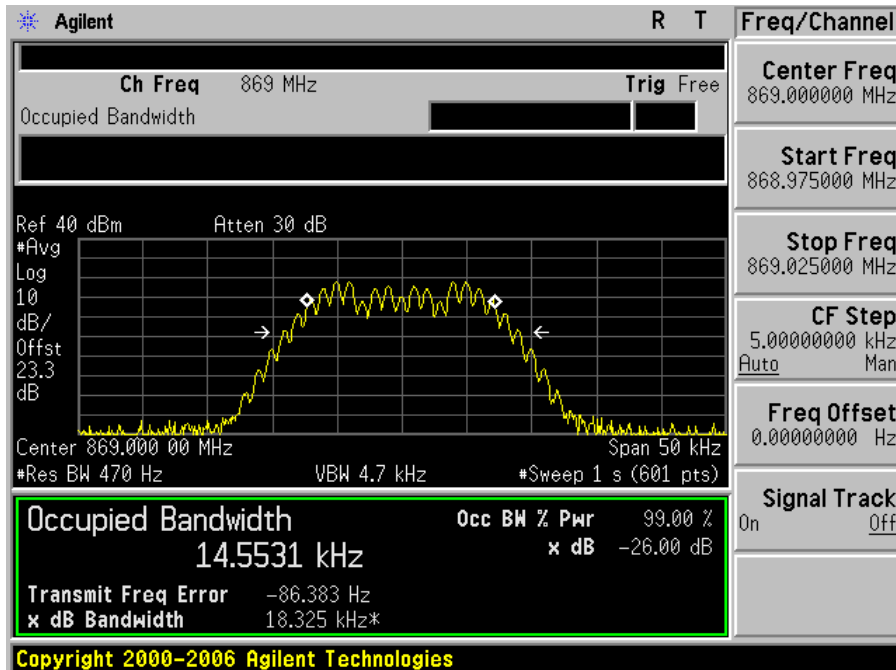 Agilent R T
Ch Freq 869 MHz Trig Free
Occupied Bandwidth
Ref 40 dBm Atten 30 dB
#Avg
Log
10
dB/
Offst
23.3
dB
Center 869.000 00 MHz Span 50 kHz
#Res BW 470 Hz VBW 4.7 kHz #Sweep 1 s (601 pts)
Occupied Bandwidth
14.5531 kHz
Occ BW % Pwr 99.00 %
x dB -26.00 dB
Transmit Freq Error -86.383 Hz
x dB Bandwidth 18.325 kHz*
Copyright 2000-2006 Agilent Technologies
Freq/Channel
Center Freq
869.000000 MHz
Start Freq
868.975000 MHz
Stop Freq
869.025000 MHz
CF Step
5.00000000 kHz
Auto Man
Freq Offset
0.00000000 Hz
Signal Track
On Off